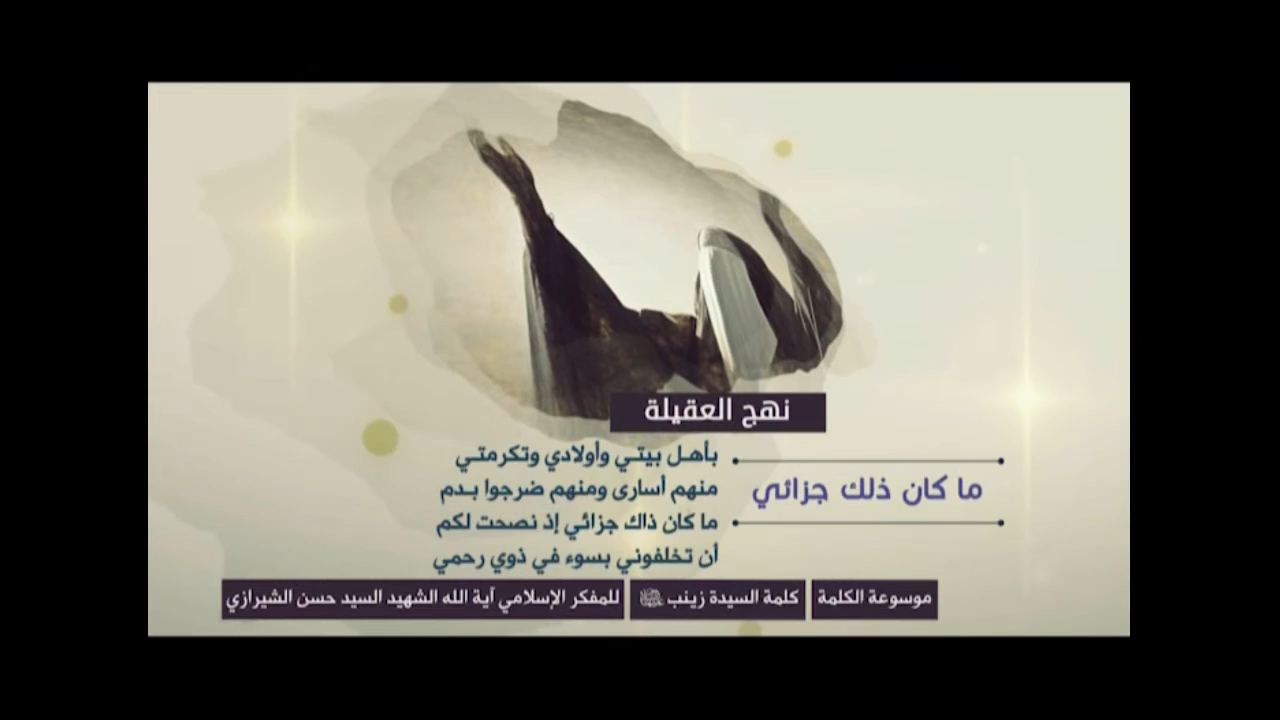 نهج العقيلة
ما كان ذلك جزائي
بأهل بيتي وأولادي وتكرمتي
منهم أسارى ومنهم ضرجوا بدم
ما كان ذاك جزائي إذ نصحت لكم
أن تخلفوني بسوء في ذوي رحمي
موسوعة الكلمة
كلمة السيدة زينب
للمفكر الإسلامي آية الله الشهيد السيد حسن الشيرازي